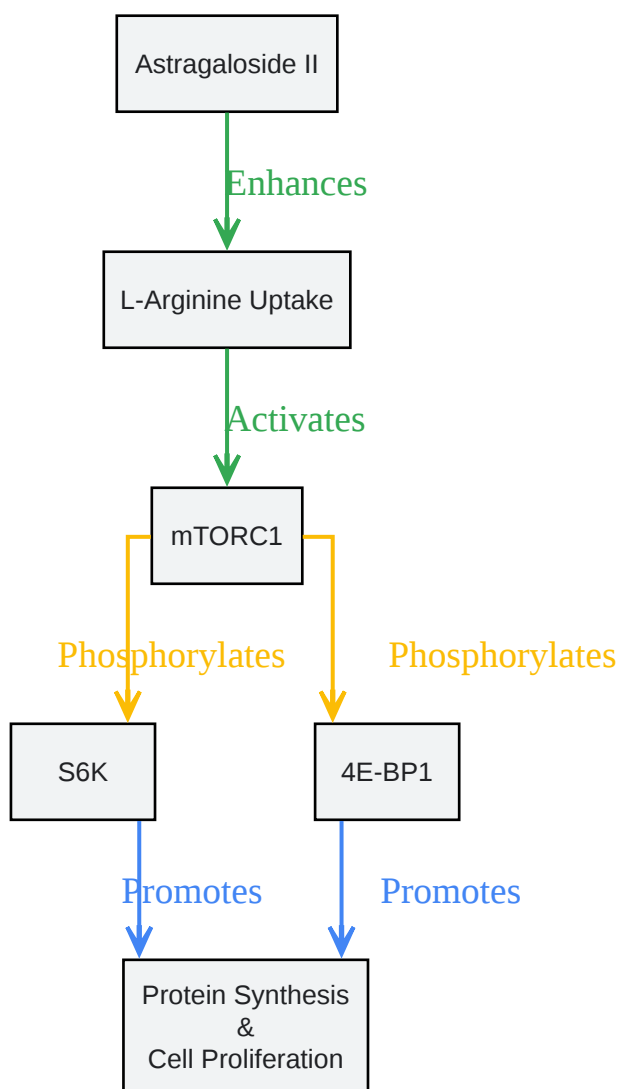 Astragaloside II
Enhances
L-Arginine Uptake
Activates
mTORC1
Phosphorylates
Phosphorylates
S6K
4E-BP1
Promotes
Promotes
Protein Synthesis
&
Cell Proliferation